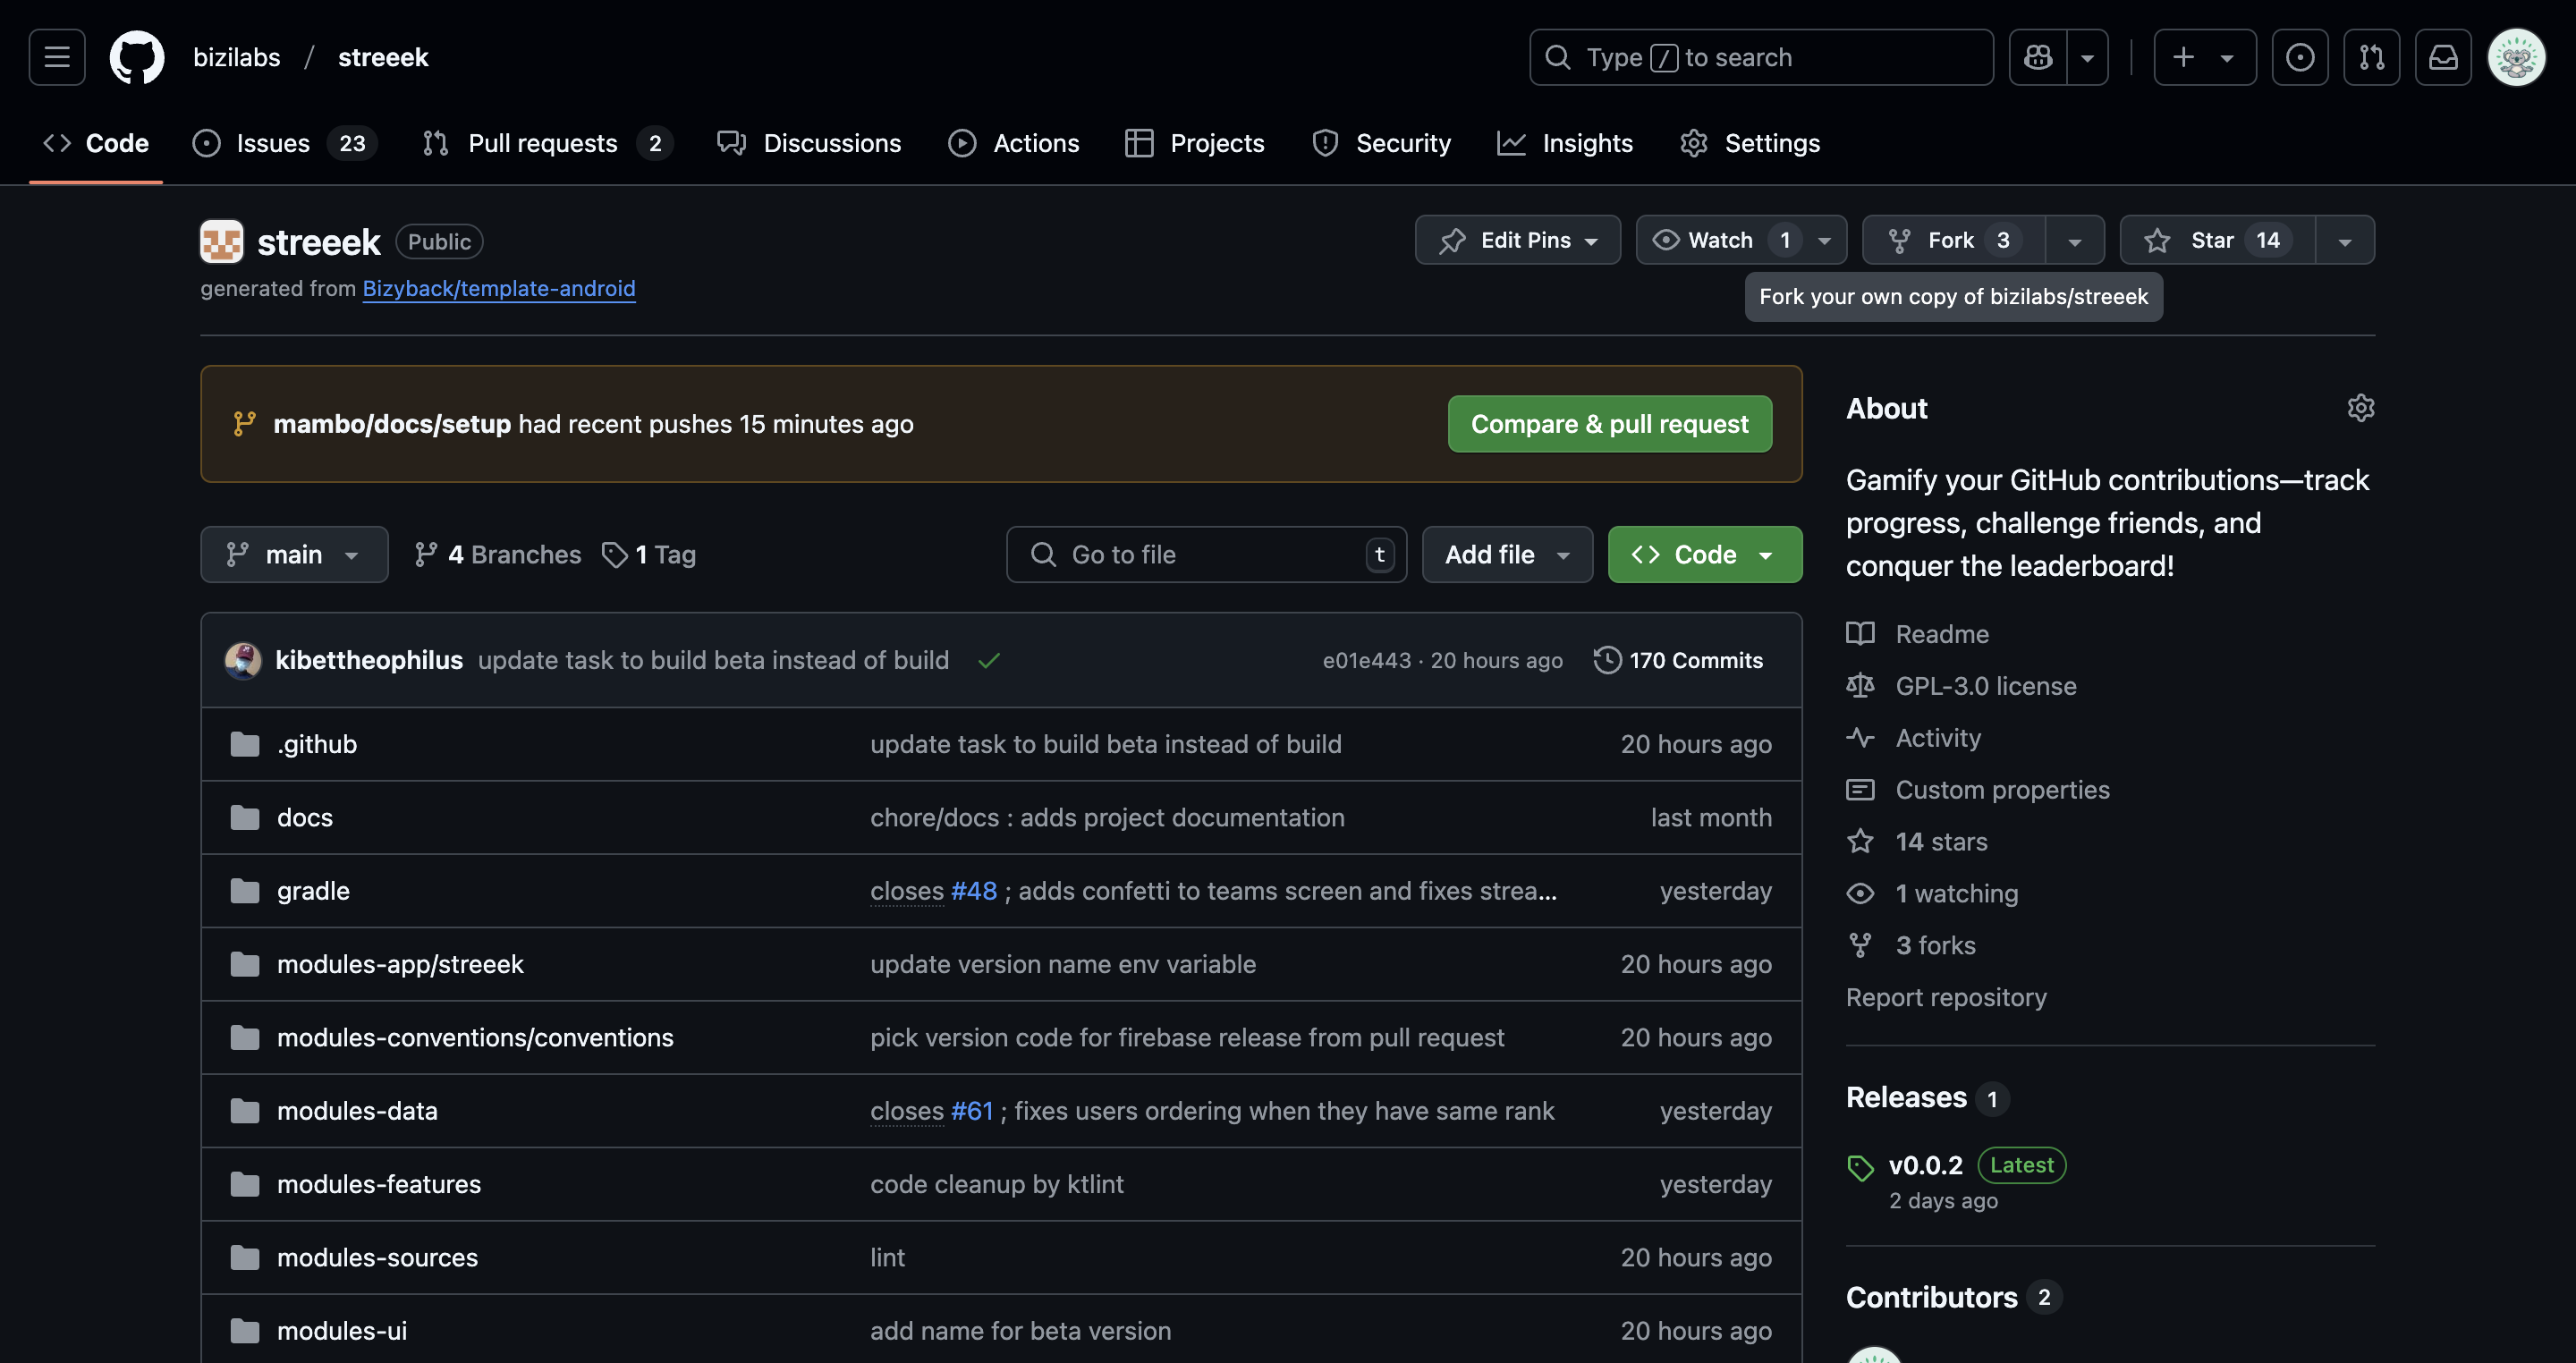 bizilabs / streeek
Type / to search
Code
Issues 23
Pull requests 2
Discussions
Actions
Projects
Security
Insights
Settings
streeek Public
Edit Pins
Watch 1
Fork 3
Star 14
generated from Bizyback/template-android
Fork your own copy of bizilabs/streeek
mambo/docs/setup had recent pushes 15 minutes ago
Compare & pull request
main
4 Branches
1 Tag
Go to file t
Add file
Code
kibettheophilus update task to build beta instead of build
e01e443 · 20 hours ago
170 Commits
.github update task to build beta instead of build 20 hours ago
docs chore/docs : adds project documentation last month
gradle closes #48 ; adds confetti to teams screen and fixes strea... yesterday
modules-app/streeek update version name env variable 20 hours ago
modules-conventions/conventions pick version code for firebase release from pull request 20 hours ago
modules-data closes #61 ; fixes users ordering when they have same rank yesterday
modules-features code cleanup by ktlint yesterday
modules-sources lint 20 hours ago
modules-ui add name for beta version 20 hours ago
About
Gamify your GitHub contributions—track
progress, challenge friends, and
conquer the leaderboard!
Readme
GPL-3.0 license
Activity
Custom properties
14 stars
1 watching
3 forks
Report repository
Releases 1
v0.0.2 Latest
2 days ago
Contributors 2